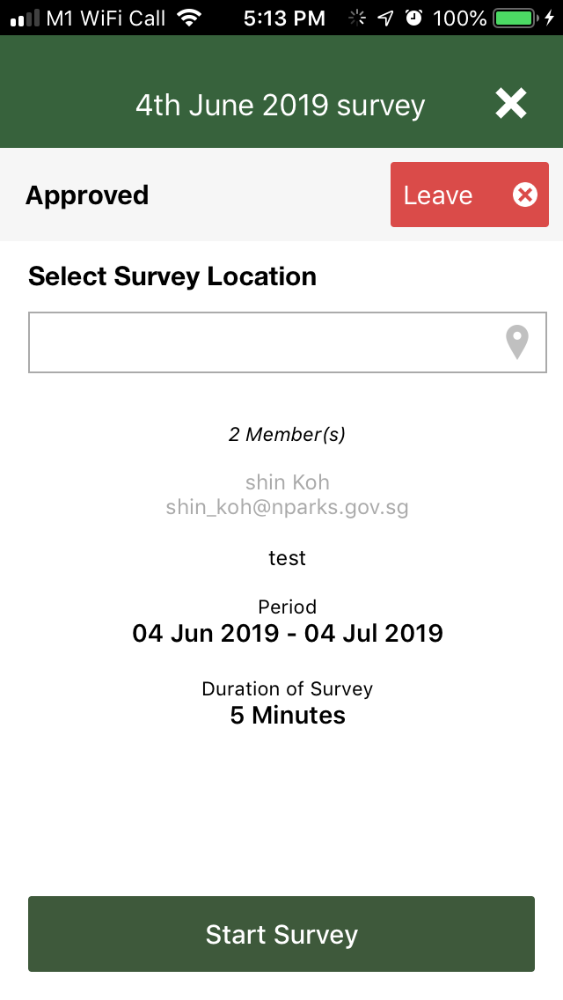 M1 WiFi Call 5:13 PM 100%
4th June 2019 survey
Approved
Leave
Select Survey Location
2 Member(s)
shin Koh
shin_koh@nparks.gov.sg
test
Period
04 Jun 2019 - 04 Jul 2019
Duration of Survey
5 Minutes
Start Survey